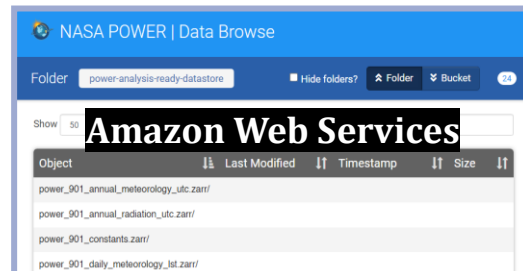 NASA POWER | Data Browse
Folder power-analysis-ready-datastore Hide folders? Folder Bucket 24
Show 50
Amazon Web Services
Object Last Modified Timestamp Size
power_901_annual_meteorology_utc.zarr/
power_901_annual_radiation_utc.zarr/
power_901_constants.zarr/
power_901_daily_meteorology_lst.zarr/